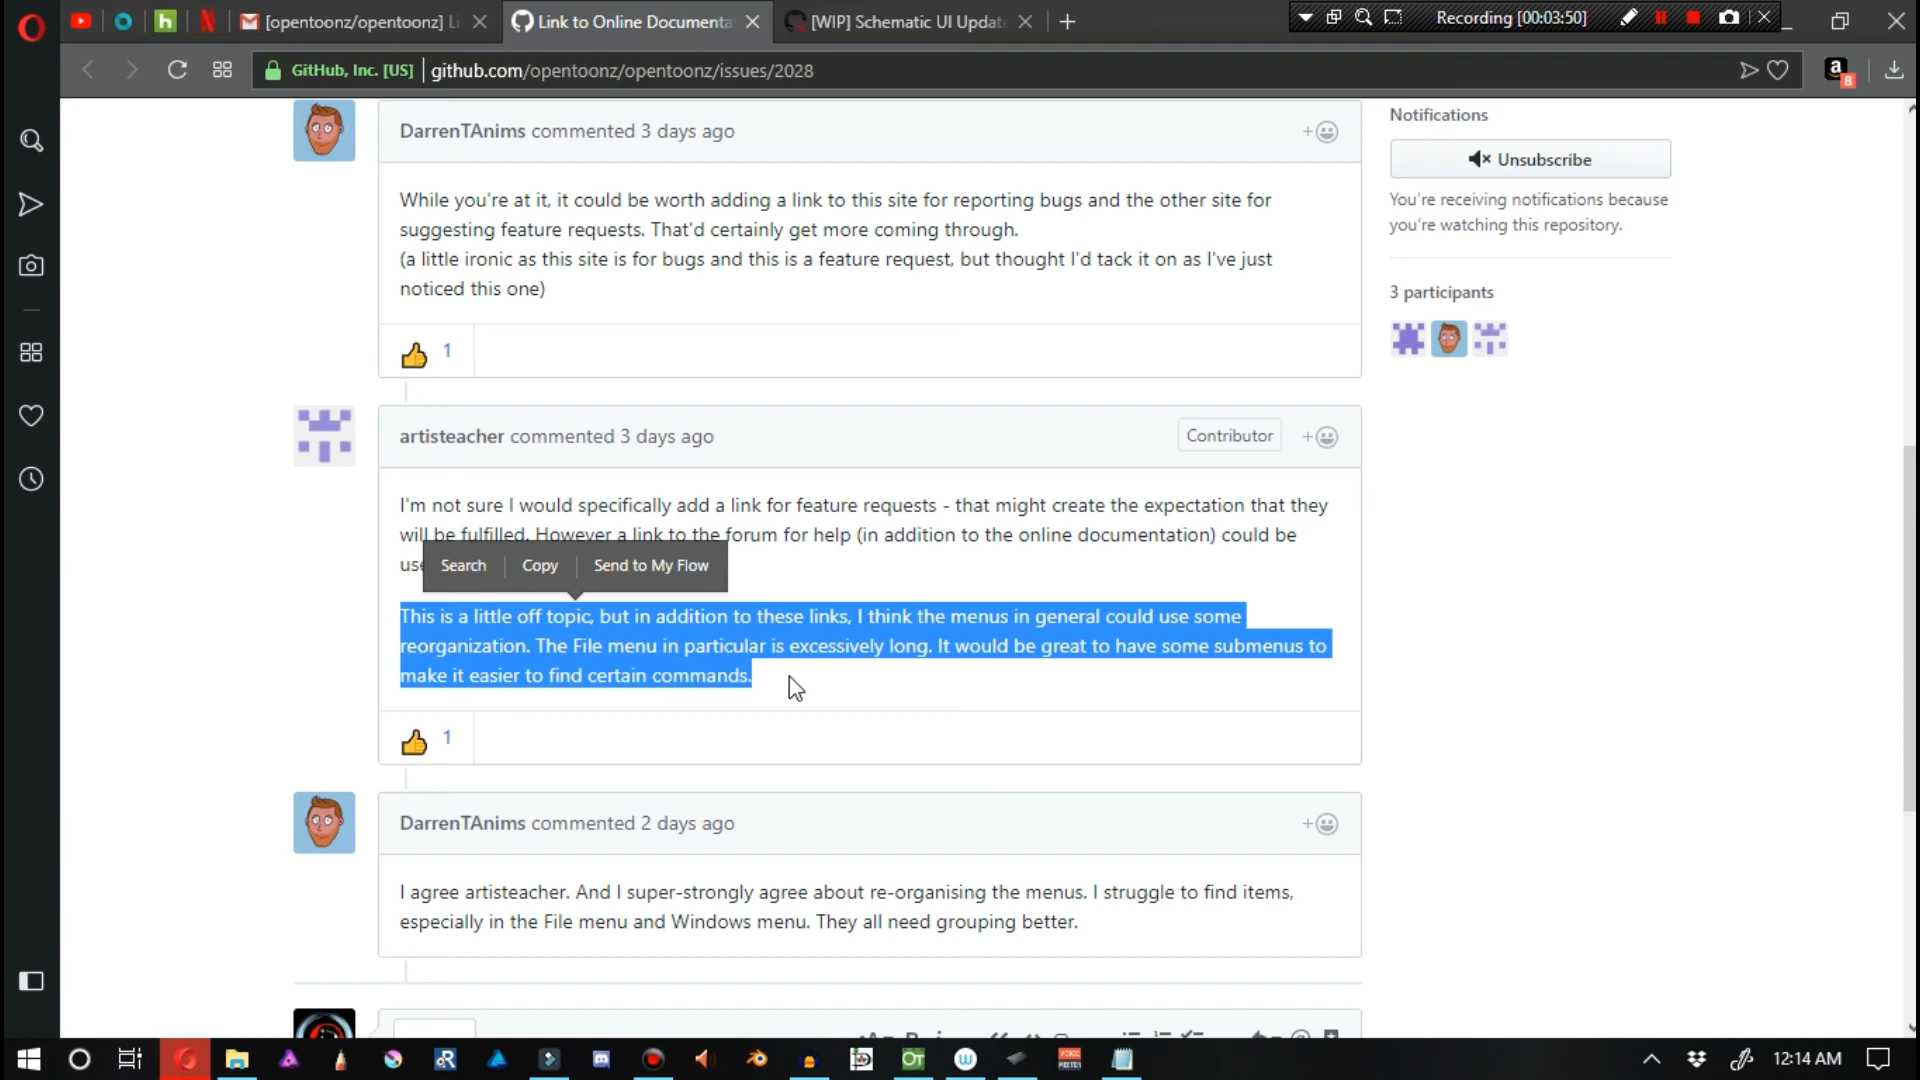 [opentoonz/opentoonz] Li
Link to Online Documenta
[WIP] Schematic UI Updat
Recording [00:03:50]
GitHub, Inc. [US]
github.com/opentoonz/opentoonz/issues/2028
a
8
DarrenTAnims commented 3 days ago
While you're at it, it could be worth adding a link to this site for reporting bugs and the other site for
suggesting feature requests. That'd certainly get more coming through.
(a little ironic as this site is for bugs and this is a feature request, but thought I'd tack it on as I've just
noticed this one)
1
Notifications
Unsubscribe
You're receiving notifications because
you're watching this repository.
3 participants
artisteacher commented 3 days ago
Contributor
I'm not sure I would specifically add a link for feature requests - that might create the expectation that they
will be fulfilled. However a link to the forum for help (in addition to the online documentation) could be
use
Search
Copy
Send to My Flow
This is a little off topic, but in addition to these links, I think the menus in general could use some
reorganization. The File menu in particular is excessively long. It would be great to have some submenus to
make it easier to find certain commands.
1
DarrenTAnims commented 2 days ago
I agree artisteacher. And I super-strongly agree about re-organising the menus. I struggle to find items,
especially in the File menu and Windows menu. They all need grouping better.
12:14 AM